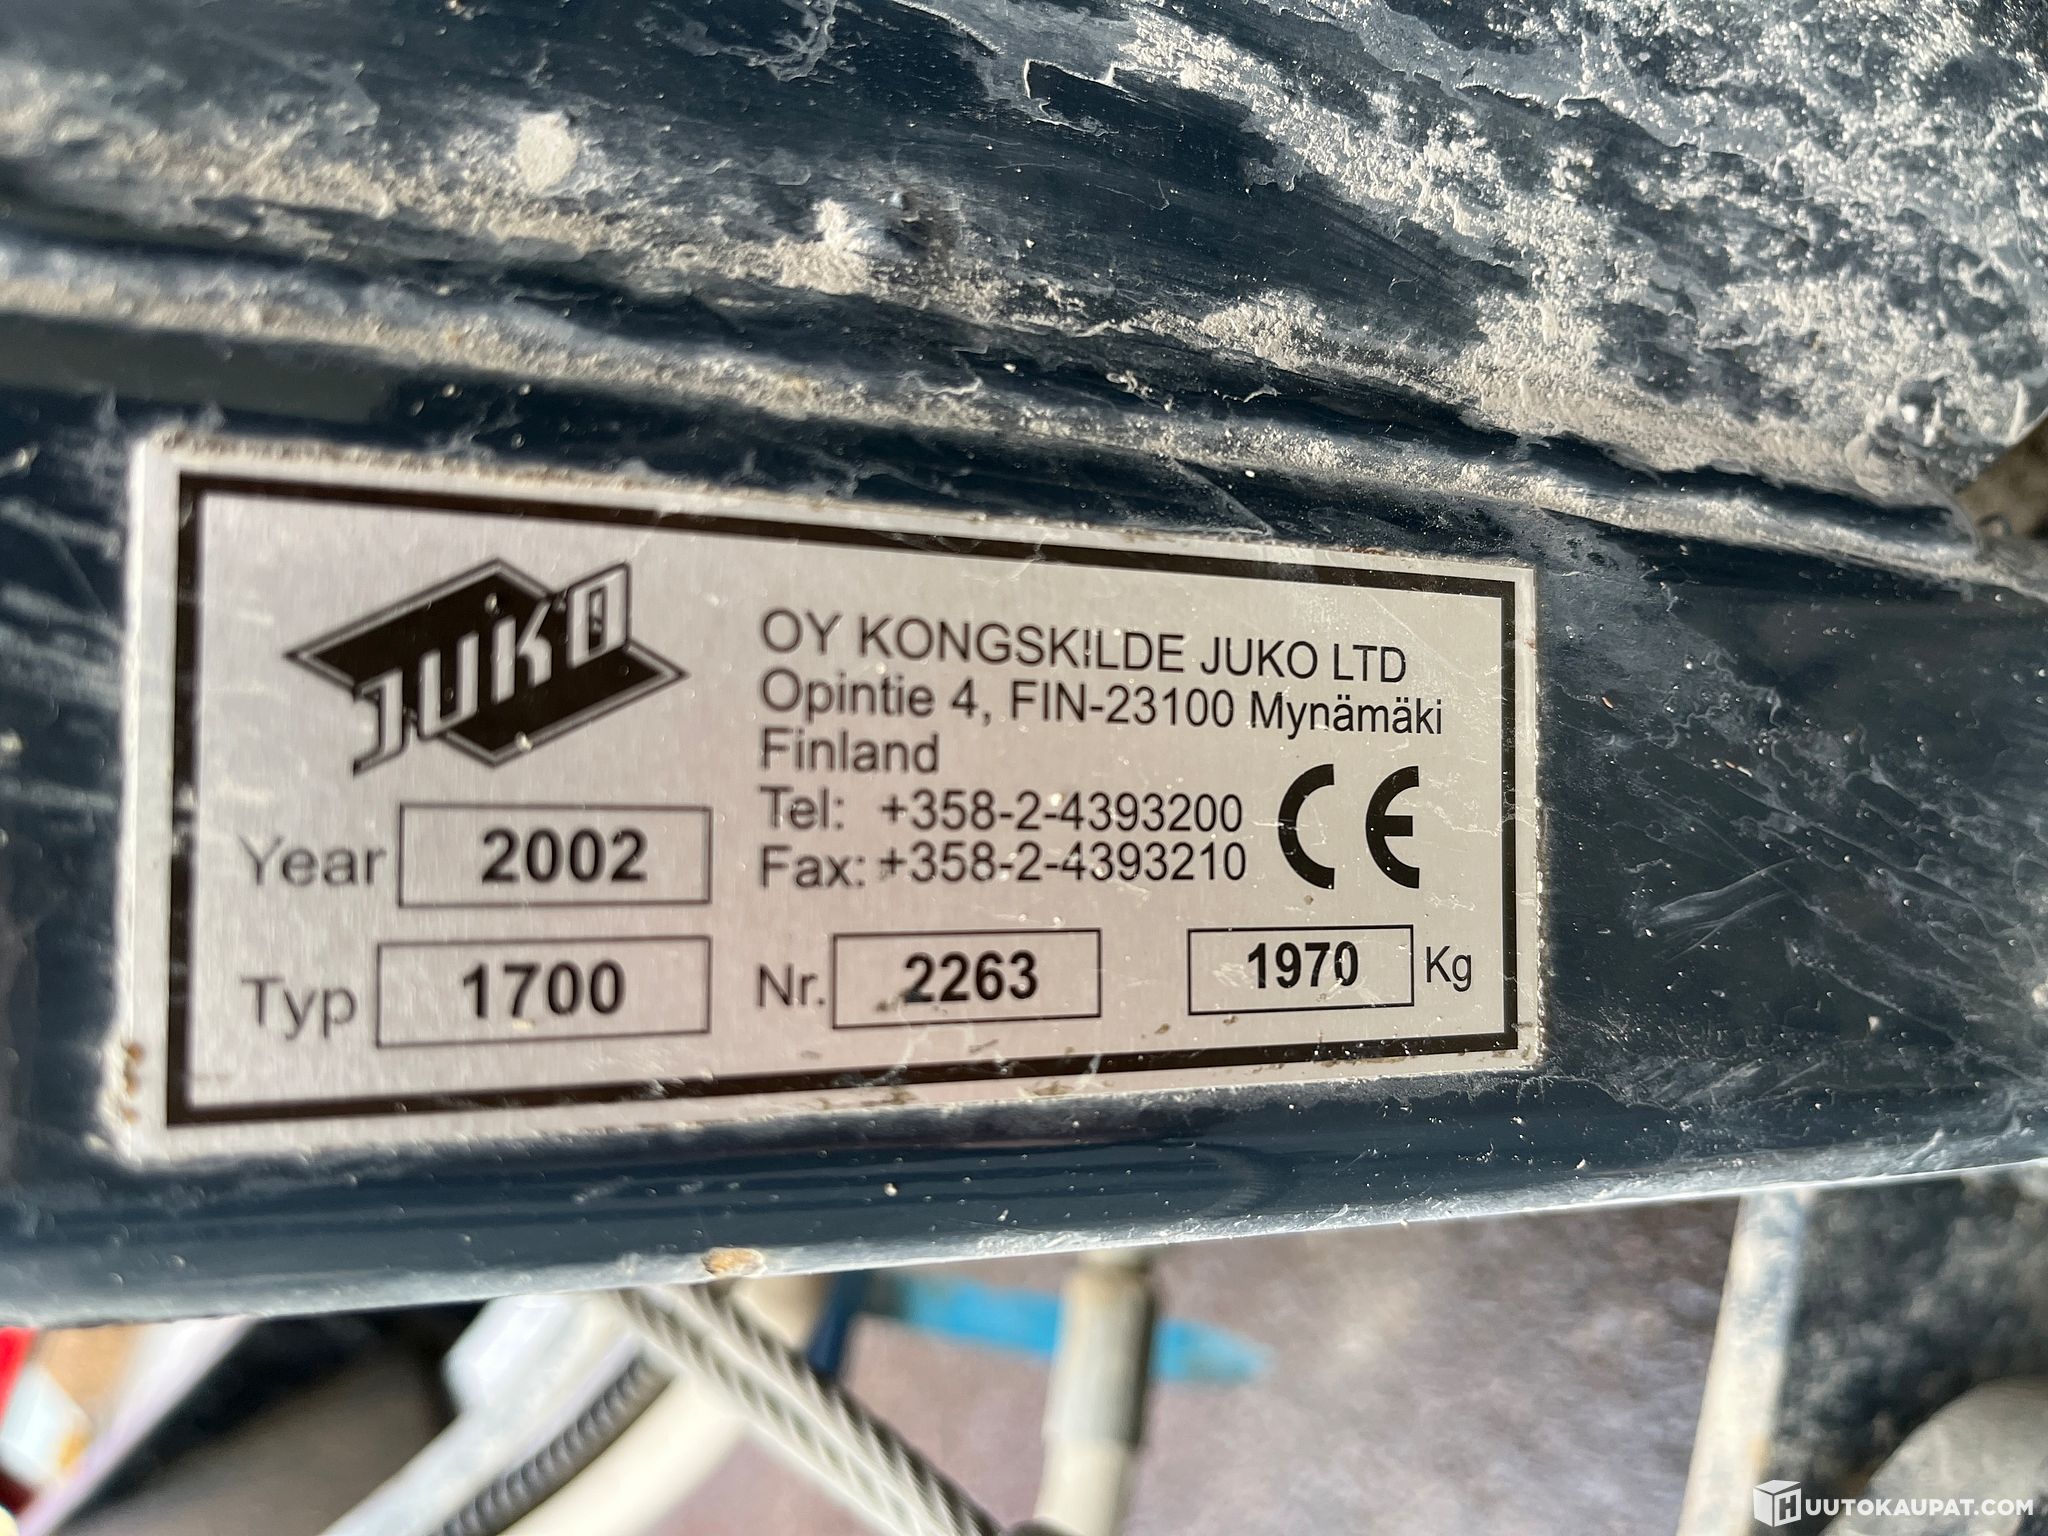 JUKO
OY KONGSKILDE JUKO LTD
Opintie 4, FIN-23100 Mynämäki
Finland
Tel: +358-2-4393200
Fax: +358-2-4393210
CE
Year 2002
Typ 1700 Nr. 2263 1970 Kg
HUUTOKAUPAT.COM